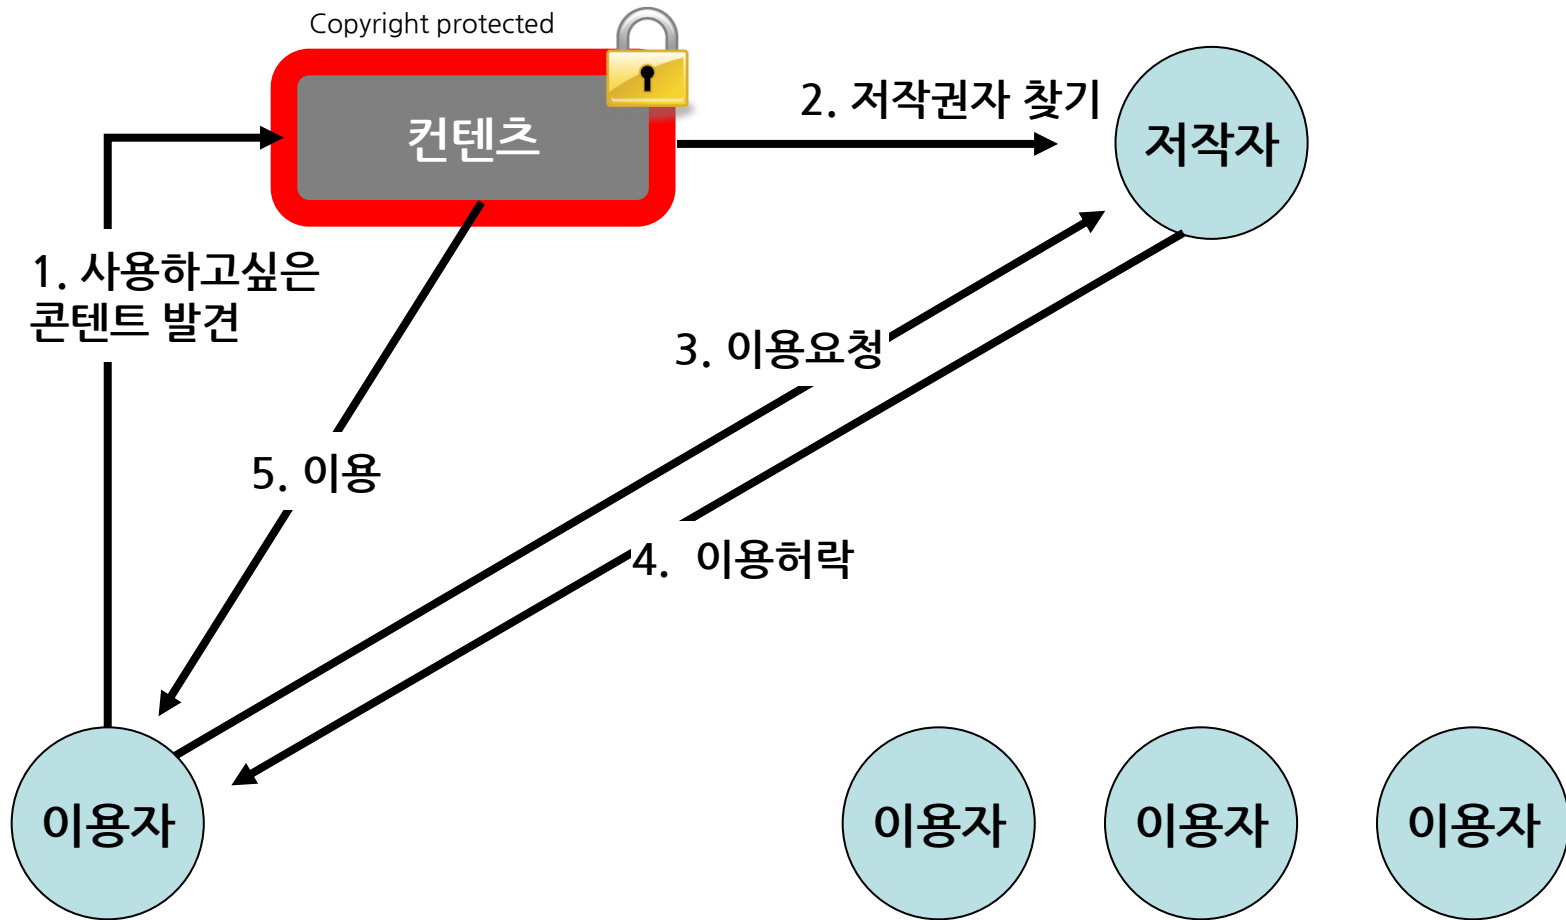 Copyright protected
컨텐츠
2. 저작권자 찾기
저작자
1. 사용하고싶은
콘텐트 발견
3. 이용요청
5. 이용
4. 이용허락
이용자
이용자
이용자
이용자